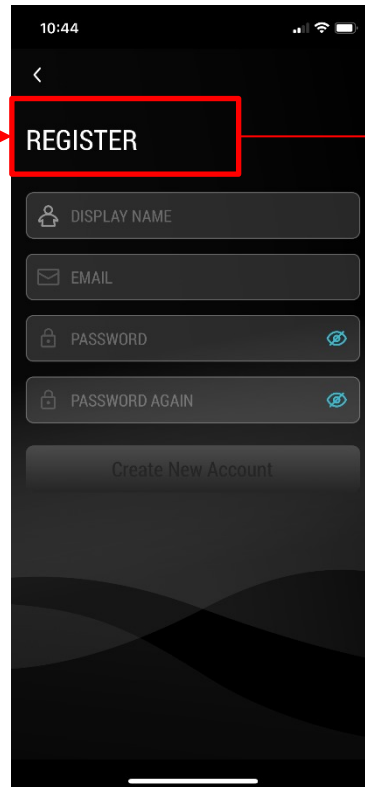 10:44
REGISTER
DISPLAY NAME
EMAIL
PASSWORD
PASSWORD AGAIN
Create New Account